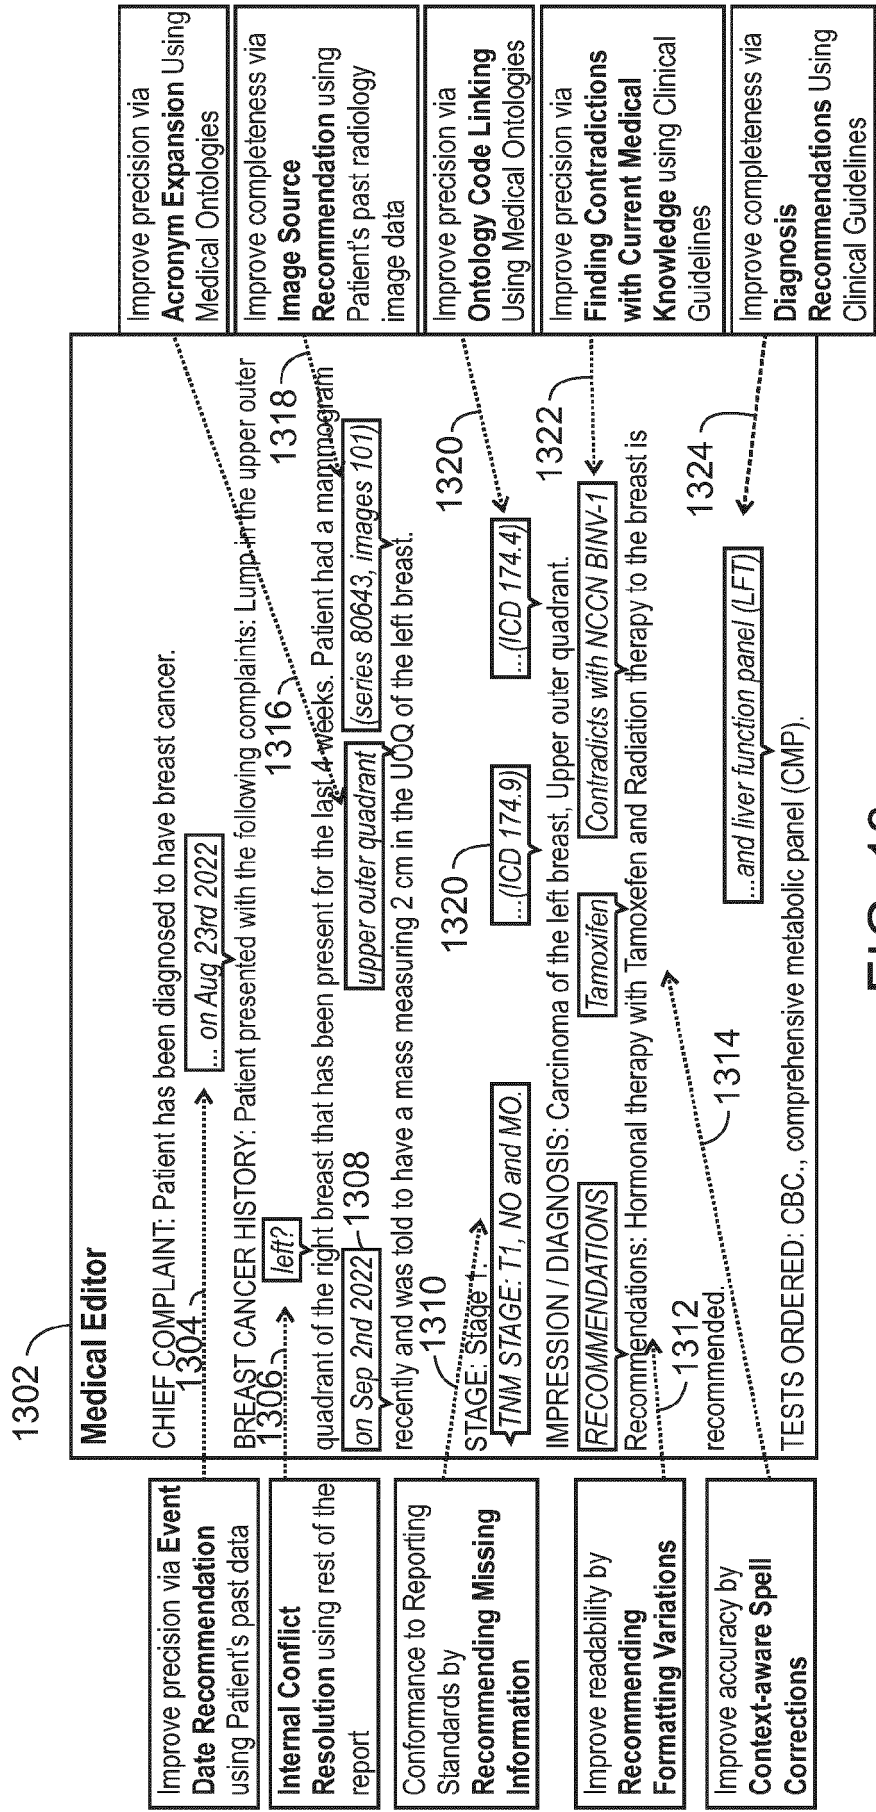 1302
Medical Editor
CHIEF COMPLAINT: Patient has been diagnosed to have breast cancer.
1304
... on Aug 23rd 2022
BREAST CANCER HISTORY: Patient presented with the following complaints: Lump in the upper outer
1306
left?
1316
1318
quadrant of the right breast that has been present for the last 4 weeks. Patient had a mammogram
on Sep 2nd 2022
1308
upper outer quadrant
(series 80643, images 101)
recently and was told to have a mass measuring 2 cm in the UOQ of the left breast.
1310
1320
1320
STAGE: Stage 1.
TNM STAGE: T1, NO and MO.
...(ICD 174.9)
...(ICD 174.4)
IMPRESSION / DIAGNOSIS: Carcinoma of the left breast, Upper outer quadrant.
1322
RECOMMENDATIONS
Tamoxifen
Contradicts with NCCN BINV-1
Recommendations: Hormonal therapy with Tamoxefen and Radiation therapy to the breast is
1312
1314
1324
recommended.
...and liver function panel (LFT)
TESTS ORDERED: CBC., comprehensive metabolic panel (CMP).
Improve precision via Event
Date Recommendation
using Patient's past data
Internal Conflict
Resolution using rest of the
report
Conformance to Reporting
Standards by
Recommending Missing
Information
Improve readability by
Recommending
Formatting Variations
Improve accuracy by
Context-aware Spell
Corrections
Improve precision via
Acronym Expansion Using
Medical Ontologies
Improve completeness via
Image Source
Recommendation using
Patient's past radiology
image data
Improve precision via
Ontology Code Linking
Using Medical Ontologies
Improve precision via
Finding Contradictions
with Current Medical
Knowledge using Clinical
Guidelines
Improve completeness via
Diagnosis
Recommendations Using
Clinical Guidelines